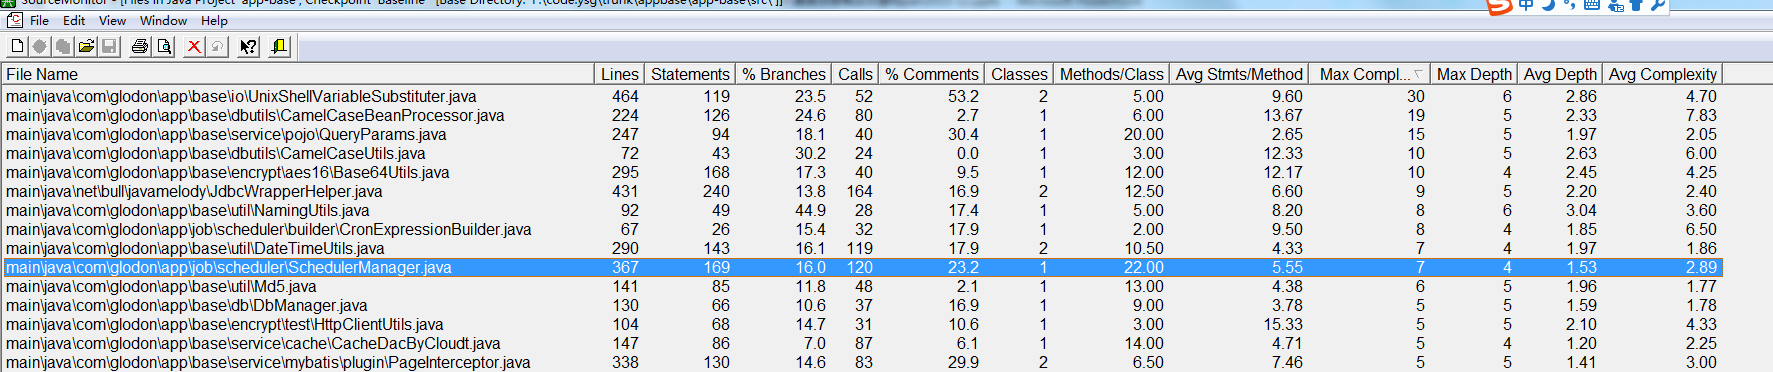 SourceMonitor - [Files in Java Project 'app-base', Checkpoint 'Baseline' [Base Directory: T:\code.ysg\trunk\appbase\app-base\src\']]
File Edit View Window
File Name Lines Statements % Branches Calls % Comments Classes Methods/Class Avg Stmts/Method Max Compl... Max Depth Avg Depth Avg Complexity
main\java\com\glodon\app\base\io\UnixShellVariableSubstituter.java 464 119 23.5 52 53.2 2 5.00 9.60 30 6 2.86 4.70
main\java\com\glodon\app\base\dbutils\CamelCaseBeanProcessor.java 224 126 24.6 80 2.7 1 6.00 13.67 19 5 2.33 7.83
main\java\com\glodon\app\base\service\pojo\QueryParams.java 247 94 18.1 40 30.4 1 20.00 2.65 15 5 1.97 2.05
main\java\com\glodon\app\base\dbutils\CamelCaseUtils.java 72 43 30.2 24 0.0 1 3.00 12.33 10 5 2.63 6.00
main\java\com\glodon\app\base\encrypt\aes16\Base64Utils.java 295 168 17.3 40 9.5 1 12.00 12.17 10 4 2.45 4.25
main\java\net\bull\javamelody\JdbcWrapperHelper.java 431 240 13.8 164 16.9 2 12.50 6.60 9 5 2.20 2.40
main\java\com\glodon\app\base\util\NamingUtils.java 92 49 44.9 28 17.4 1 5.00 8.20 8 6 3.04 3.60
main\java\com\glodon\app\job\scheduler\builder\CronExpressionBuilder.java 67 26 15.4 32 17.9 1 2.00 9.50 8 4 1.85 6.50
main\java\com\glodon\app\base\util\DateTimeUtils.java 290 143 16.1 119 17.9 2 10.50 4.33 7 4 1.97 1.86
main\java\com\glodon\app\job\scheduler\SchedulerManager.java 367 169 16.0 120 23.2 1 22.00 5.55 7 4 1.53 2.89
main\java\com\glodon\app\base\util\Md5.java 141 85 11.8 48 2.1 1 13.00 4.38 6 5 1.96 1.77
main\java\com\glodon\app\base\db\DbManager.java 130 66 10.6 37 16.9 1 9.00 3.78 5 5 1.59 1.78
main\java\com\glodon\app\base\encrypt\test\HttpClientUtils.java 104 68 14.7 31 10.6 1 3.00 15.33 5 5 2.10 4.33
main\java\com\glodon\app\base\service\cache\CacheDacByCloudt.java 147 86 7.0 87 6.1 1 14.00 4.71 5 4 1.20 2.25
main\java\com\glodon\app\base\service\mybatis\plugin\PageInterceptor.java 338 130 14.6 83 29.9 2 6.50 7.46 5 5 1.41 3.00